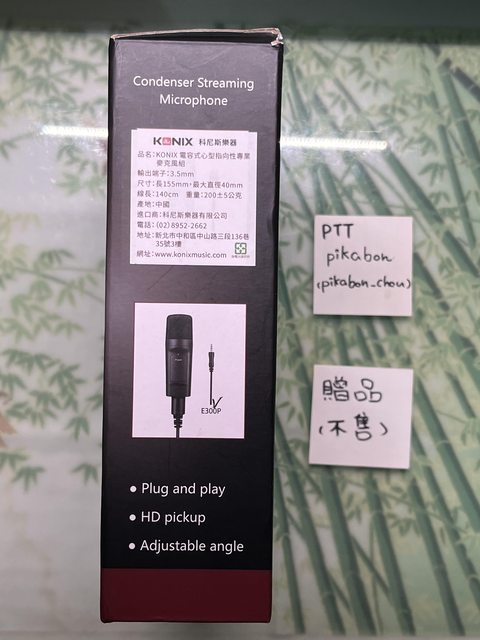 Condenser Streaming
Microphone
KONIX 科尼斯樂器
品名：KONIX 電容式心型指向性專業
麥克風組
輸出端子：3.5mm
尺寸：長155mm，最大直徑40mm
線長：140cm 重量：200±5公克
產地：中國
進口商：科尼斯樂器有限公司
電話：(02) 8952-2662
地址：新北市中和區中山路三段136巷
35號3樓
網址：www.konixmusic.com
E300P
● Plug and play
● HD pickup
● Adjustable angle
PTT
pikabon
(pikabon_chou)
贈品
(不售)